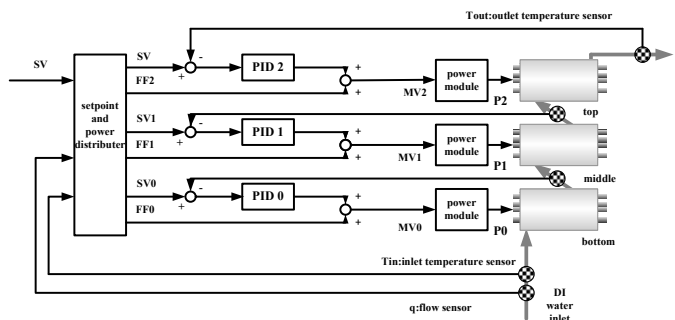 Tout:outlet temperature sensor
SV
SV
FF2
PID 2
-
+
+
+
MV2
power
module
P2
top
setpoint
and
power
distributer
SV1
FF1
PID 1
-
+
+
+
MV1
power
module
P1
middle
SV0
FF0
PID 0
-
+
+
+
MV0
power
module
P0
bottom
Tin:inlet temperature sensor
q:flow sensor
DI
water
inlet